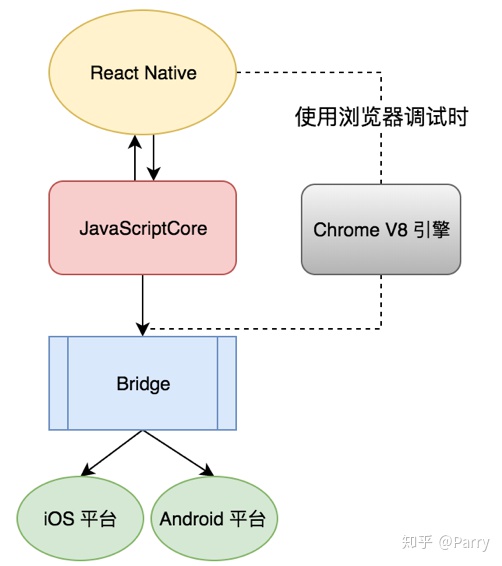 React Native
使用浏览器调试时
JavaScriptCore
Chrome V8 引擎
Bridge
iOS 平台
Android 平台
知乎 @Parry